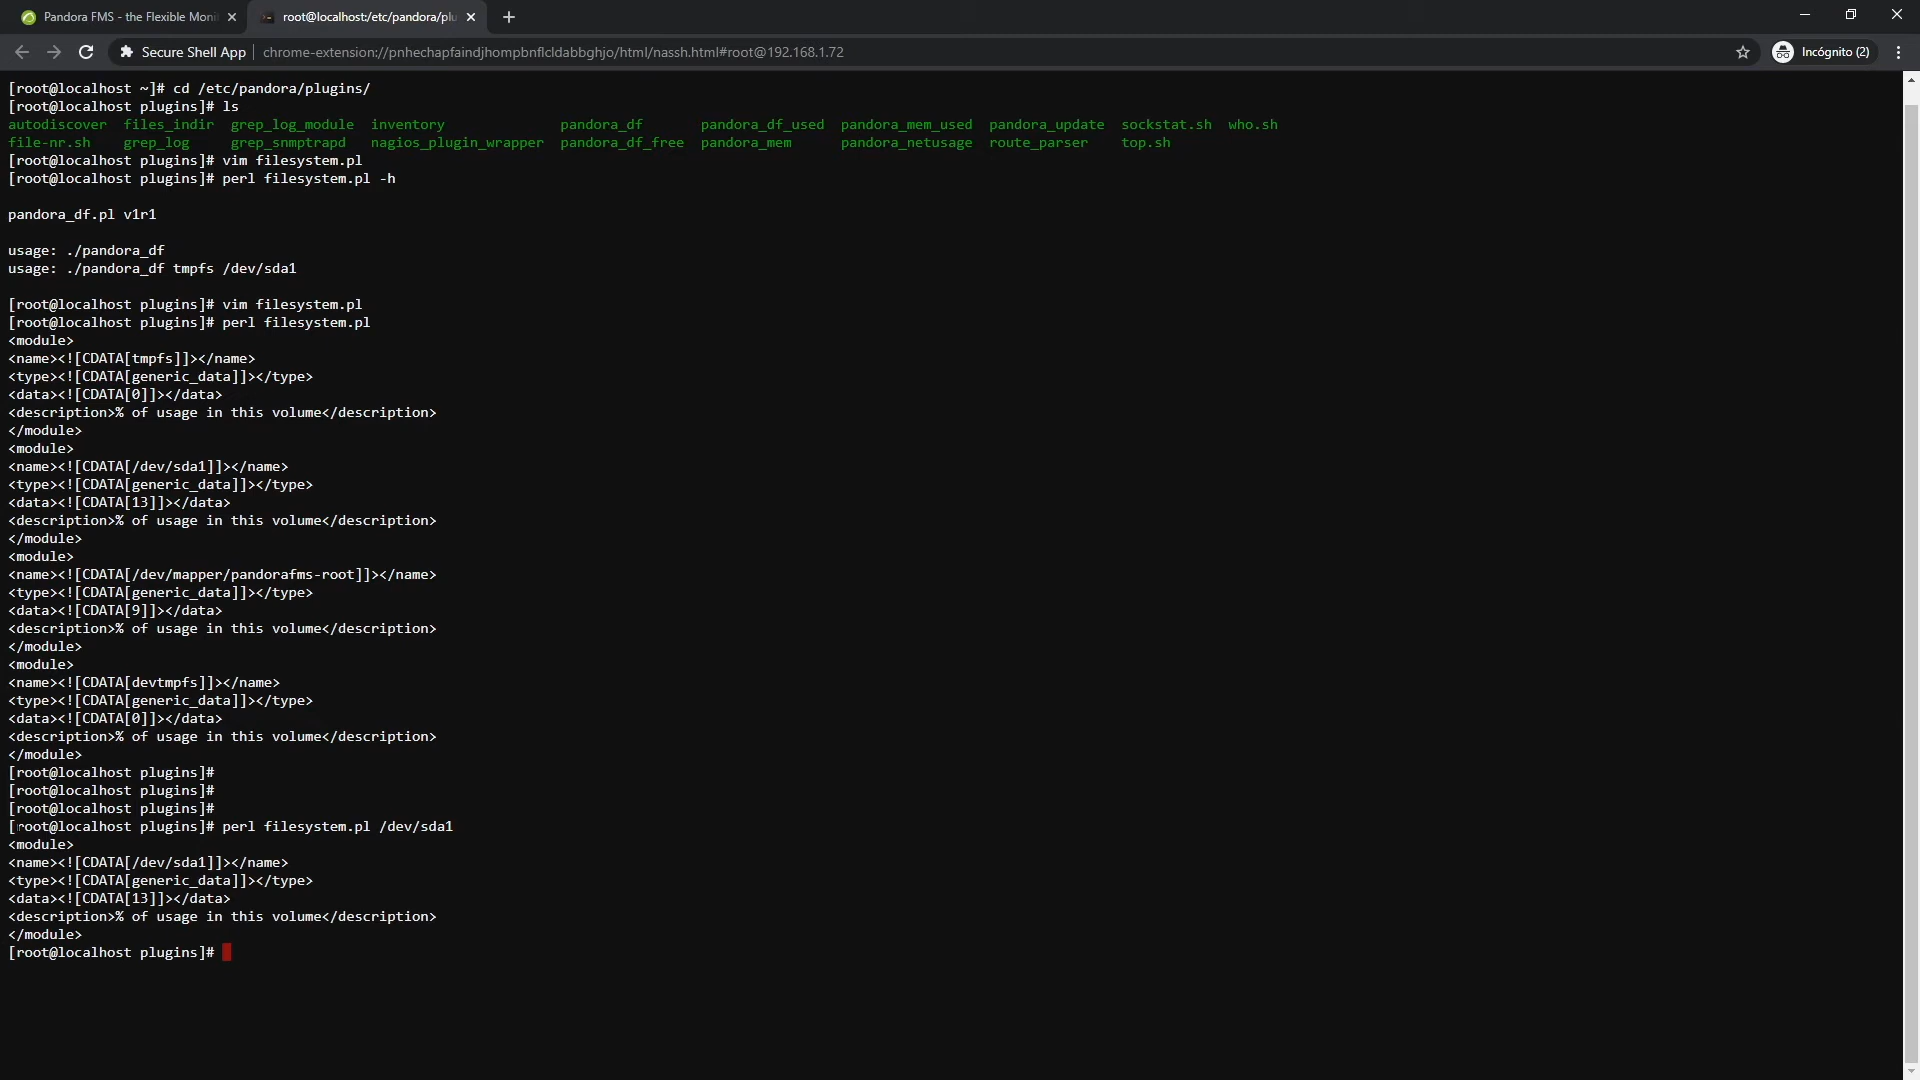 Pandora FMS - the Flexible Moni
root@localhost:/etc/pandora/plu
Secure Shell App
chrome-extension://pnhechapfaindjhompbnflcldabbghjo/html/nassh.html#root@192.168.1.72
Incógnito (2)
[root@localhost ~]# cd /etc/pandora/plugins/
[root@localhost plugins]# ls
autodiscover files_indir grep_log_module inventory pandora_df pandora_df_used pandora_mem_used pandora_update sockstat.sh who.sh
file-nr.sh grep_log grep_snmptrapd nagios_plugin_wrapper pandora_df_free pandora_mem pandora_netusage route_parser top.sh
[root@localhost plugins]# vim filesystem.pl
[root@localhost plugins]# perl filesystem.pl -h
pandora_df.pl v1r1
usage: ./pandora_df
usage: ./pandora_df tmpfs /dev/sda1
[root@localhost plugins]# vim filesystem.pl
[root@localhost plugins]# perl filesystem.pl
<module>
<name><![CDATA[tmpfs]]></name>
<type><![CDATA[generic_data]]></type>
<data><![CDATA[0]]></data>
<description>% of usage in this volume</description>
</module>
<module>
<name><![CDATA[/dev/sda1]]></name>
<type><![CDATA[generic_data]]></type>
<data><![CDATA[13]]></data>
<description>% of usage in this volume</description>
</module>
<module>
<name><![CDATA[/dev/mapper/pandorafms-root]]></name>
<type><![CDATA[generic_data]]></type>
<data><![CDATA[9]]></data>
<description>% of usage in this volume</description>
</module>
<module>
<name><![CDATA[devtmpfs]]></name>
<type><![CDATA[generic_data]]></type>
<data><![CDATA[0]]></data>
<description>% of usage in this volume</description>
</module>
[root@localhost plugins]#
[root@localhost plugins]#
[root@localhost plugins]#
[root@localhost plugins]# perl filesystem.pl /dev/sda1
<module>
<name><![CDATA[/dev/sda1]]></name>
<type><![CDATA[generic_data]]></type>
<data><![CDATA[13]]></data>
<description>% of usage in this volume</description>
</module>
[root@localhost plugins]#